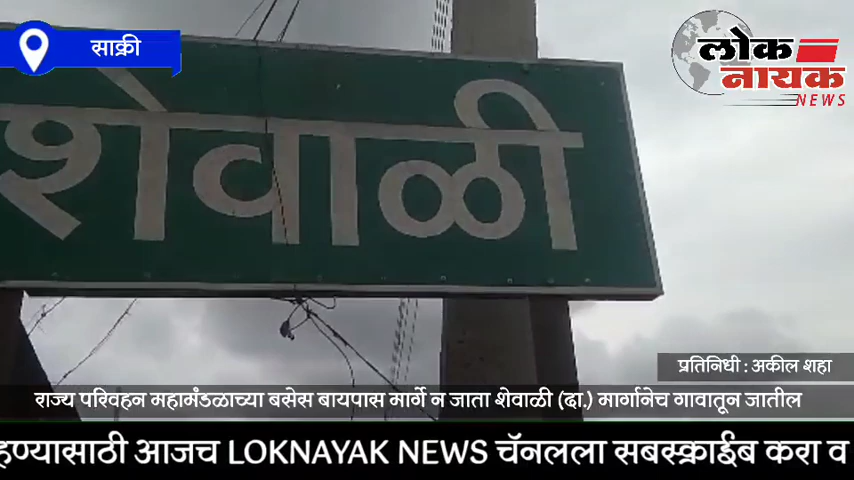 साक्री
लोक
नायक
NEWS
शेवाळी
प्रतिनिधी : अकील शहा
राज्य परिवहन महामंडळाच्या बसेस बायपास मार्गे न जाता शेवाळी (दा.) मार्गानेच गावातून जातील
हण्यासाठी आजच LOKNAYAK NEWS चॅनलला सबस्क्राईब करा व